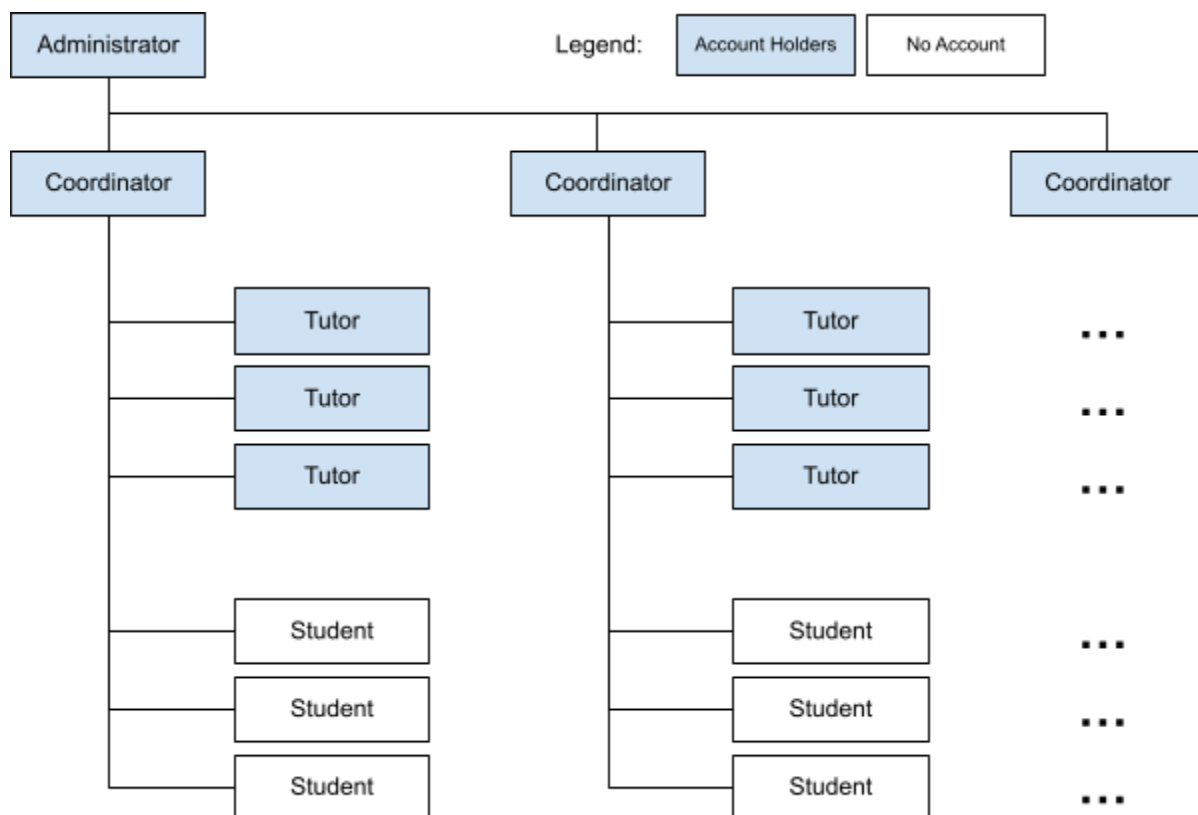 Administrator
Legend: Account Holders No Account
Coordinator Coordinator Coordinator
Tutor Tutor ...
Tutor Tutor ...
Tutor Tutor ...
Student Student ...
Student Student ...
Student Student ...